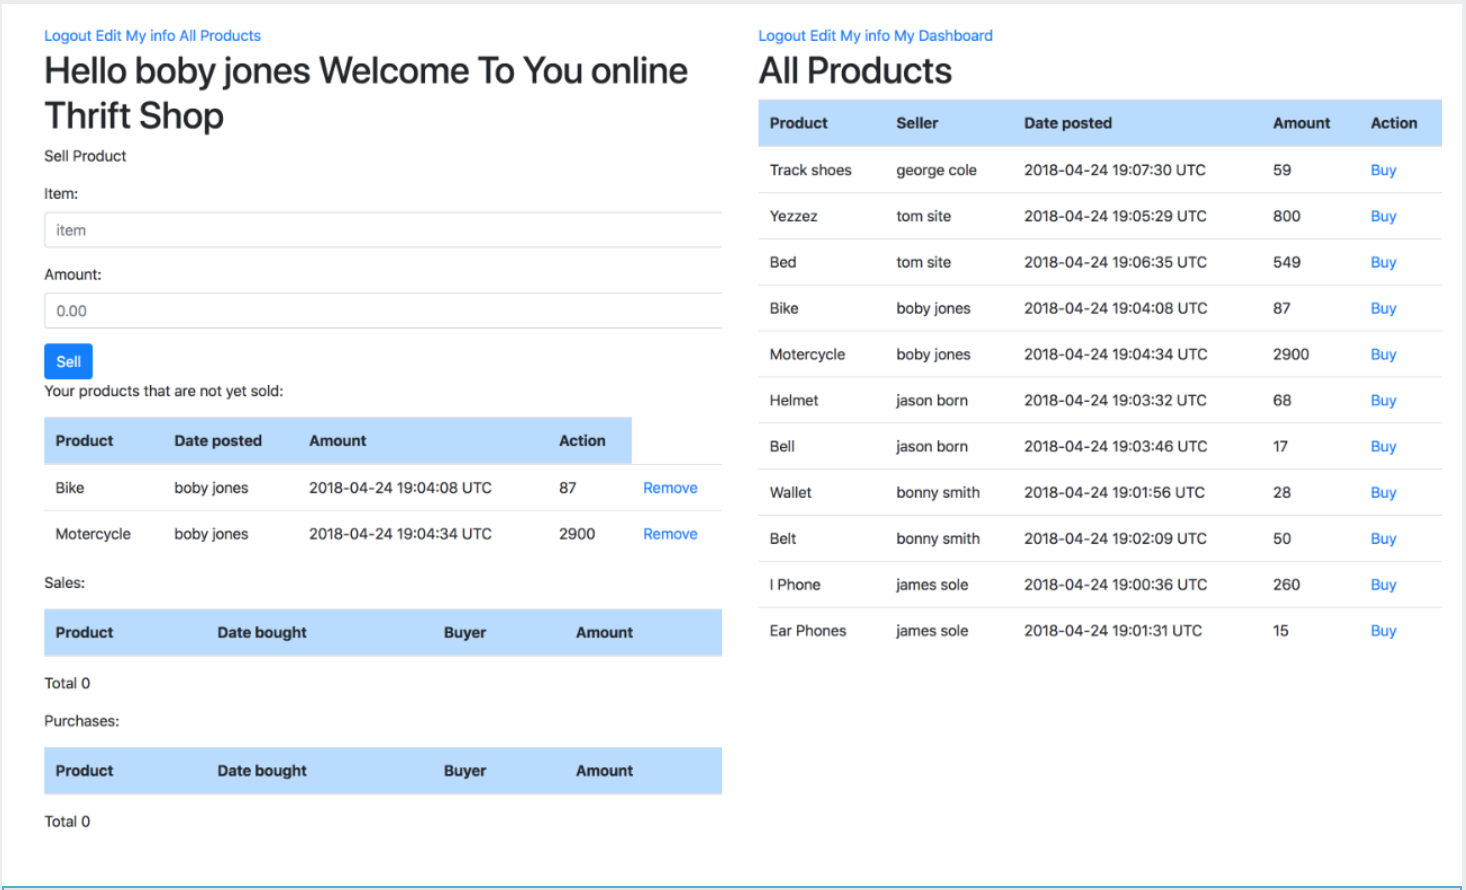 Logout Edit My info All Products
Hello boby jones Welcome To You online
Thrift Shop
Sell Product
Item:
item
Amount:
0.00
Sell
Your products that are not yet sold:
Product Date posted Amount Action
Bike boby jones 2018-04-24 19:04:08 UTC 87 Remove
Motercycle boby jones 2018-04-24 19:04:34 UTC 2900 Remove
Sales:
Product Date bought Buyer Amount
Total 0
Purchases:
Product Date bought Buyer Amount
Total 0
Logout Edit My info My Dashboard
All Products
Product Seller Date posted Amount Action
Track shoes george cole 2018-04-24 19:07:30 UTC 59 Buy
Yezzez tom site 2018-04-24 19:05:29 UTC 800 Buy
Bed tom site 2018-04-24 19:06:35 UTC 549 Buy
Bike boby jones 2018-04-24 19:04:08 UTC 87 Buy
Motercycle boby jones 2018-04-24 19:04:34 UTC 2900 Buy
Helmet jason born 2018-04-24 19:03:32 UTC 68 Buy
Bell jason born 2018-04-24 19:03:46 UTC 17 Buy
Wallet bonny smith 2018-04-24 19:01:56 UTC 28 Buy
Belt bonny smith 2018-04-24 19:02:09 UTC 50 Buy
I Phone james sole 2018-04-24 19:00:36 UTC 260 Buy
Ear Phones james sole 2018-04-24 19:01:31 UTC 15 Buy